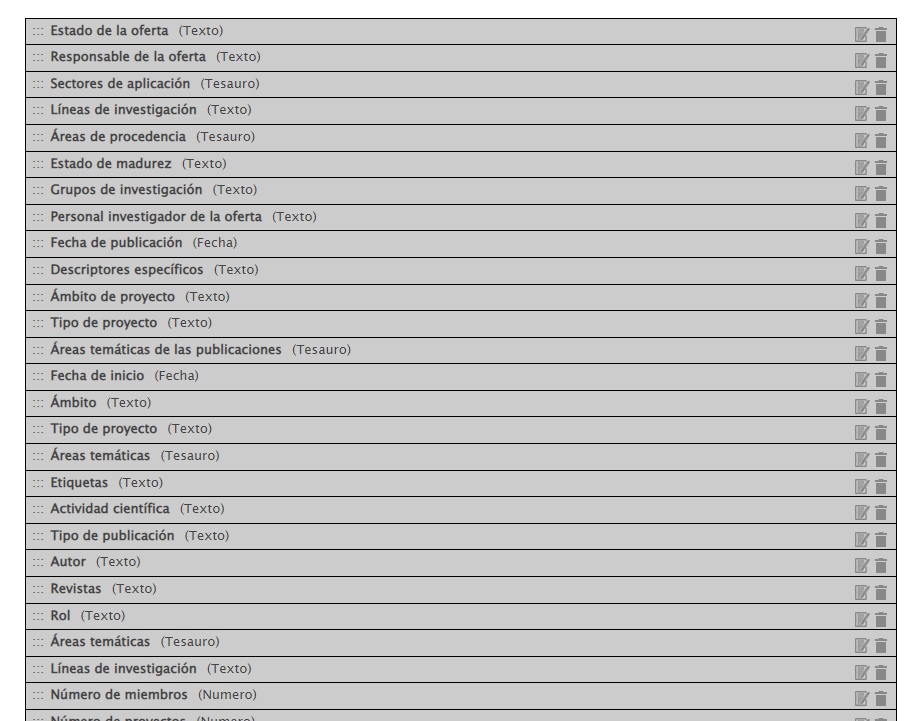 ::: Estado de la oferta (Texto)
::: Responsable de la oferta (Texto)
::: Sectores de aplicación (Tesauro)
::: Líneas de investigación (Texto)
::: Áreas de procedencia (Tesauro)
::: Estado de madurez (Texto)
::: Grupos de investigación (Texto)
::: Personal investigador de la oferta (Texto)
::: Fecha de publicación (Fecha)
::: Descriptores específicos (Texto)
::: Ámbito de proyecto (Texto)
::: Tipo de proyecto (Texto)
::: Áreas temáticas de las publicaciones (Tesauro)
::: Fecha de inicio (Fecha)
::: Ámbito (Texto)
::: Tipo de proyecto (Texto)
::: Áreas temáticas (Tesauro)
::: Etiquetas (Texto)
::: Actividad científica (Texto)
::: Tipo de publicación (Texto)
::: Autor (Texto)
::: Revistas (Texto)
::: Rol (Texto)
::: Áreas temáticas (Tesauro)
::: Líneas de investigación (Texto)
::: Número de miembros (Numero)
::: Número de proyectos (Numero)